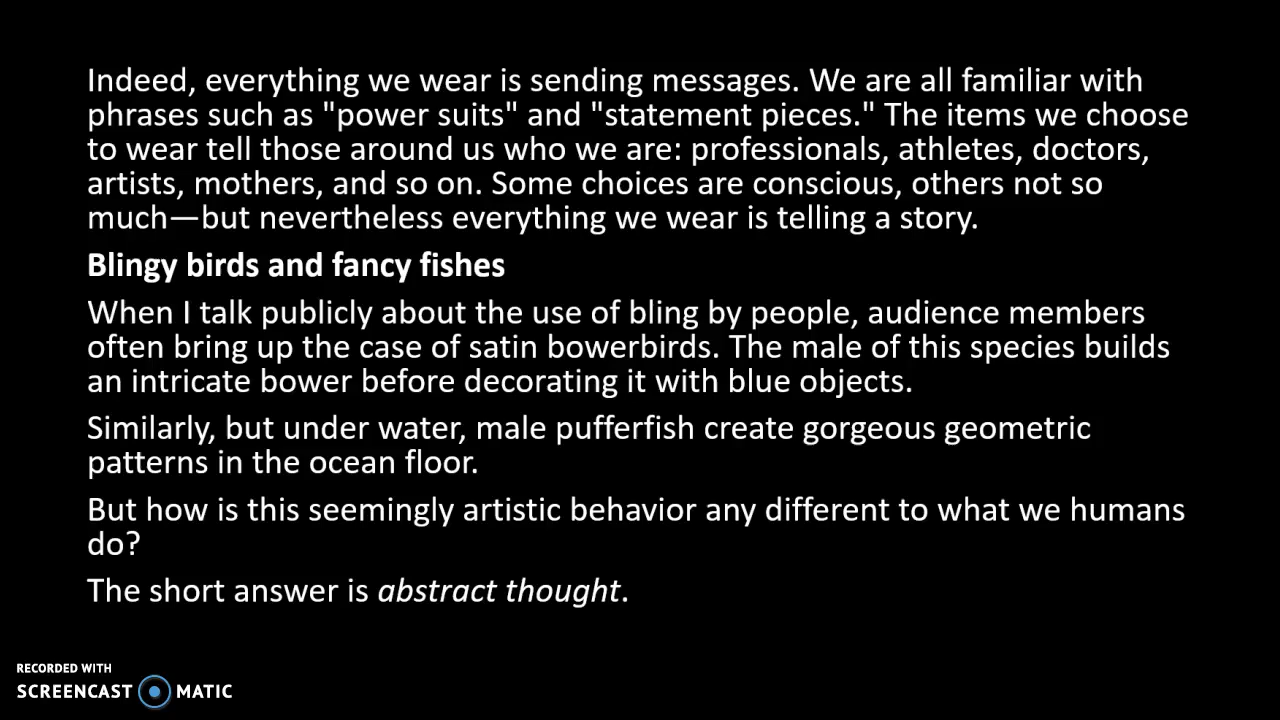 Indeed, everything we wear is sending messages. We are all familiar with
phrases such as "power suits" and "statement pieces." The items we choose
to wear tell those around us who we are: professionals, athletes, doctors,
artists, mothers, and so on. Some choices are conscious, others not so
much—but nevertheless everything we wear is telling a story.
Blingy birds and fancy fishes
When I talk publicly about the use of bling by people, audience members
often bring up the case of satin bowerbirds. The male of this species builds
an intricate bower before decorating it with blue objects.
Similarly, but under water, male pufferfish create gorgeous geometric
patterns in the ocean floor.
But how is this seemingly artistic behavior any different to what we humans
do?
The short answer is abstract thought.
RECORDED WITH
SCREENCAST MATIC